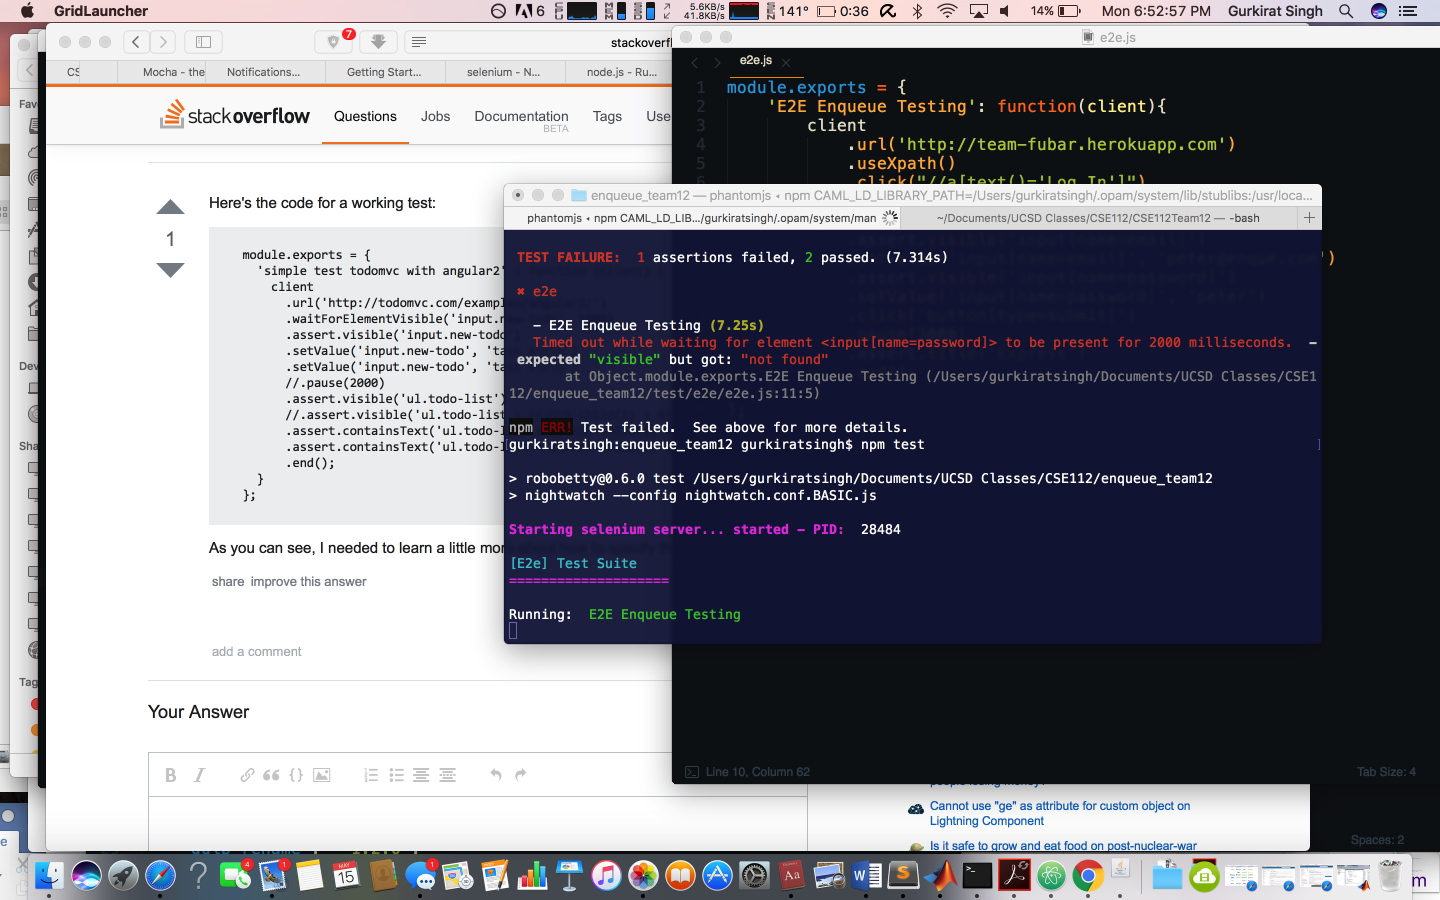 GridLauncher
6
5.6KB/s
41.8KB/s
141°
0:36
14%
Mon 6:52:57 PM
Gurkirat Singh
7
stackoverfl
Mocha - the
Notifications...
Getting Start...
selenium - N...
node.js - Ru...
stackoverflow
Questions
Jobs
Documentation
BETA
Tags
Use
Here's the code for a working test:
1
module.exports = {
'simple test todomvc with angular2'
client
.url('http://todomvc.com/example
.waitForElementVisible('input.ne
.assert.visible('input.new-todo'
.setValue('input.new-todo', 'ta
.setValue('input.new-todo', 'ta
//.pause(2000)
.assert.visible('ul.todo-list')
//.assert.visible('ul.todo-list
.assert.containsText('ul.todo-l
.assert.containsText('ul.todo-l
.end();
}
};
As you can see, I needed to learn a little mor
share improve this answer
add a comment
Your Answer
B I
e2e.js
e2e.js
1 module.exports = {
2 'E2E Enqueue Testing': function(client){
3 client
4 .url('http://team-fubar.herokuapp.com')
5 .useXpath()
6 .click("//a[text()='Log In']")
enqueue_team12 — phantomjs ◂ npm CAML_LD_LIBRARY_PATH=/Users/gurkiratsingh/.opam/system/lib/stublibs:/usr/loca...
phantomjs ◂ npm CAML_LD_LIB.../gurkiratsingh/.opam/system/man
~/Documents/UCSD Classes/CSE112/CSE112Team12 — -bash
TEST FAILURE: 1 assertions failed, 2 passed. (7.314s)
✖ e2e
– E2E Enqueue Testing (7.25s)
Timed out while waiting for element <input[name=password]> to be present for 2000 milliseconds. –
expected "visible" but got: "not found"
at Object.module.exports.E2E Enqueue Testing (/Users/gurkiratsingh/Documents/UCSD Classes/CSE1
12/enqueue_team12/test/e2e/e2e.js:11:5)
npm ERR! Test failed. See above for more details.
gurkiratsingh:enqueue_team12 gurkiratsingh$ npm test
> robobetty@0.6.0 test /Users/gurkiratsingh/Documents/UCSD Classes/CSE112/enqueue_team12
> nightwatch --config nightwatch.conf.BASIC.js
Starting selenium server... started – PID: 28484
[E2e] Test Suite
====================
Running: E2E Enqueue Testing
Line 10, Column 62
Tab Size: 4
Cannot use "ge" as attribute for custom object on
Lightning Component
Is it safe to grow and eat food on post-nuclear-war
Spaces: 2
4
1
MAY
15
1